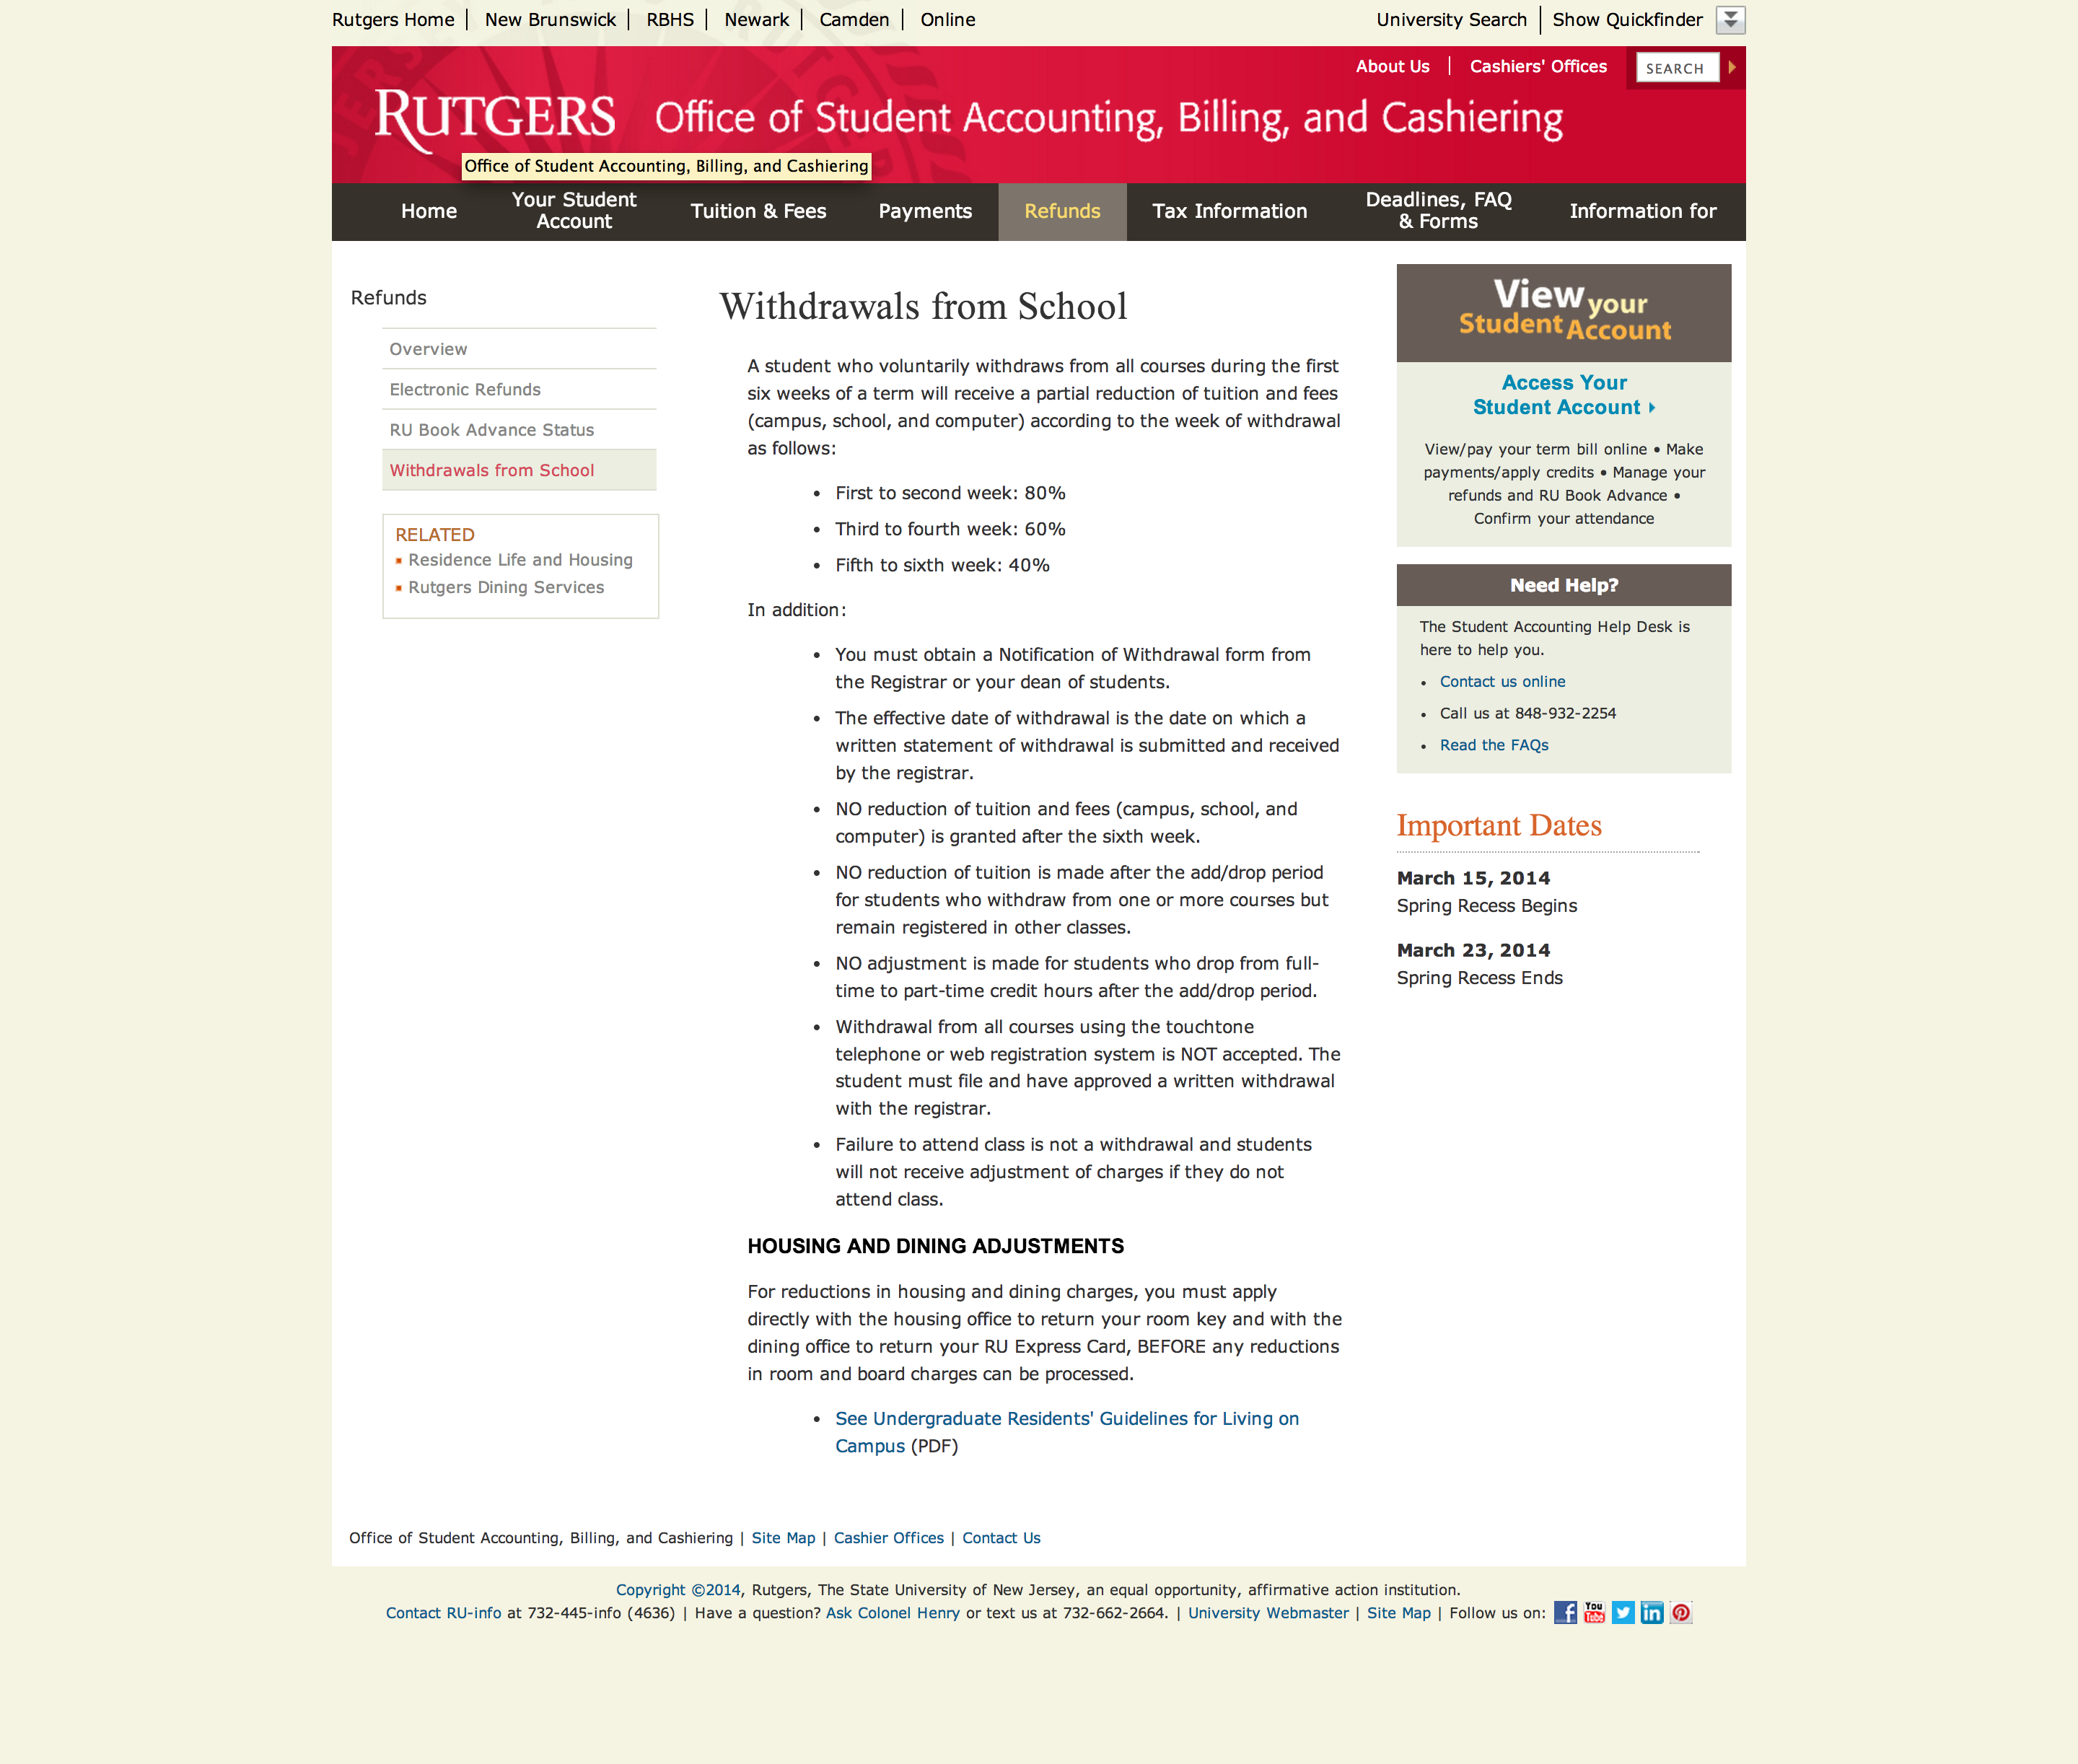 Rutgers Home | New Brunswick | RBHS | Newark | Camden | Online
University Search | Show Quickfinder
About Us | Cashiers' Offices
SEARCH
RUTGERS Office of Student Accounting, Billing, and Cashiering
Office of Student Accounting, Billing, and Cashiering
Home
Your Student
Account
Tuition & Fees
Payments
Refunds
Tax Information
Deadlines, FAQ
& Forms
Information for
Refunds
Overview
Electronic Refunds
RU Book Advance Status
Withdrawals from School
RELATED
Residence Life and Housing
Rutgers Dining Services
Withdrawals from School
A student who voluntarily withdraws from all courses during the first
six weeks of a term will receive a partial reduction of tuition and fees
(campus, school, and computer) according to the week of withdrawal
as follows:
• First to second week: 80%
• Third to fourth week: 60%
• Fifth to sixth week: 40%
In addition:
• You must obtain a Notification of Withdrawal form from
the Registrar or your dean of students.
• The effective date of withdrawal is the date on which a
written statement of withdrawal is submitted and received
by the registrar.
• NO reduction of tuition and fees (campus, school, and
computer) is granted after the sixth week.
• NO reduction of tuition is made after the add/drop period
for students who withdraw from one or more courses but
remain registered in other classes.
• NO adjustment is made for students who drop from full-
time to part-time credit hours after the add/drop period.
• Withdrawal from all courses using the touchtone
telephone or web registration system is NOT accepted. The
student must file and have approved a written withdrawal
with the registrar.
• Failure to attend class is not a withdrawal and students
will not receive adjustment of charges if they do not
attend class.
HOUSING AND DINING ADJUSTMENTS
For reductions in housing and dining charges, you must apply
directly with the housing office to return your room key and with the
dining office to return your RU Express Card, BEFORE any reductions
in room and board charges can be processed.
• See Undergraduate Residents' Guidelines for Living on
Campus (PDF)
View your
Student Account
Access Your
Student Account
View/pay your term bill online • Make
payments/apply credits • Manage your
refunds and RU Book Advance •
Confirm your attendance
Need Help?
The Student Accounting Help Desk is
here to help you.
• Contact us online
• Call us at 848-932-2254
• Read the FAQs
Important Dates
March 15, 2014
Spring Recess Begins
March 23, 2014
Spring Recess Ends
Office of Student Accounting, Billing, and Cashiering | Site Map | Cashier Offices | Contact Us
Copyright ©2014, Rutgers, The State University of New Jersey, an equal opportunity, affirmative action institution.
Contact RU-info at 732-445-info (4636) | Have a question? Ask Colonel Henry or text us at 732-662-2664. | University Webmaster | Site Map | Follow us on: